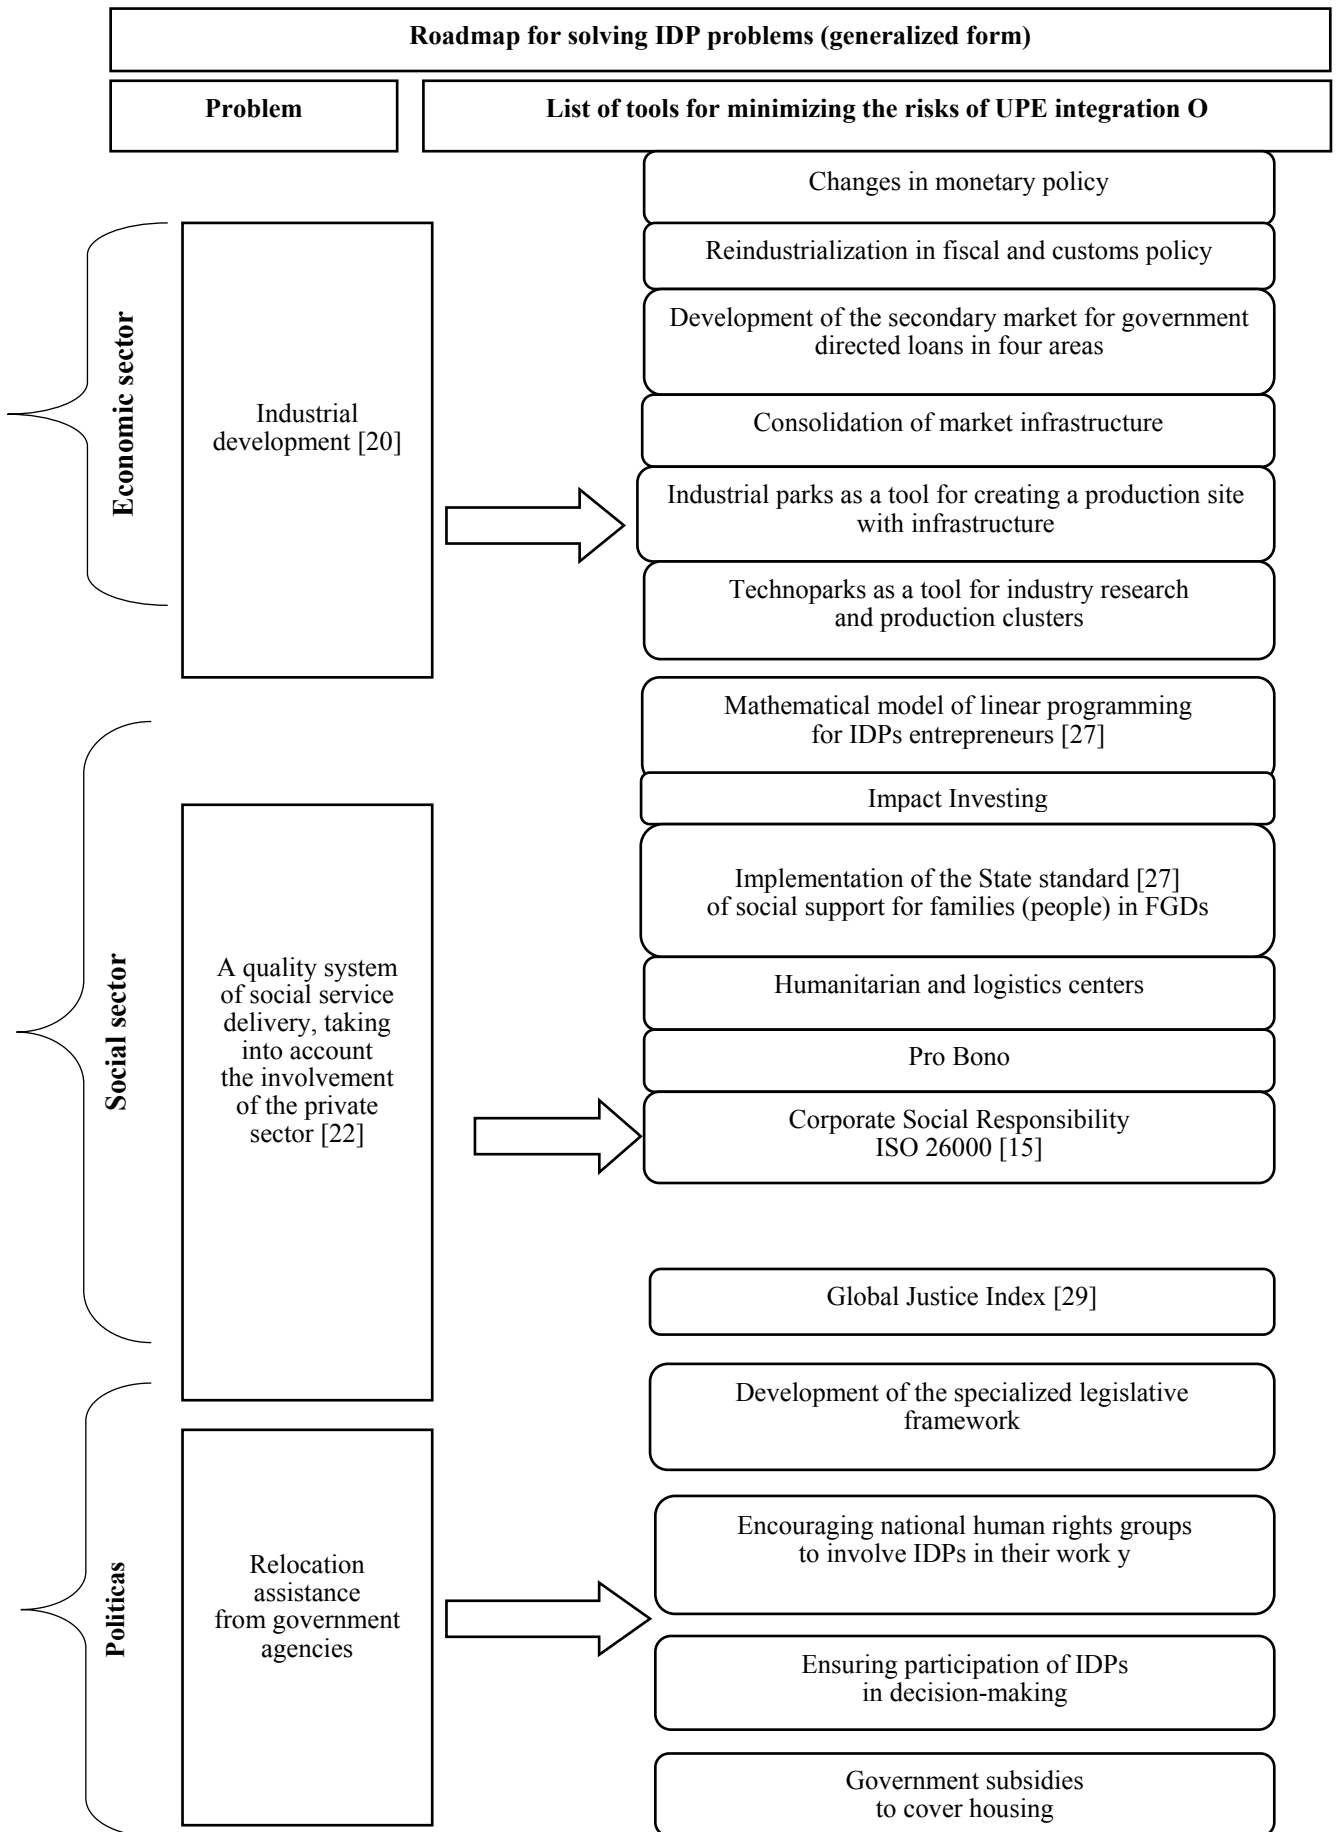 Roadmap for solving IDP problems (generalized form)
Problem
List of tools for minimizing the risks of UPE integration O
Economic sector
Industrial
development [20]
Changes in monetary policy
Reindustrialization in fiscal and customs policy
Development of the secondary market for government
directed loans in four areas
Consolidation of market infrastructure
Industrial parks as a tool for creating a production site
with infrastructure
Technoparks as a tool for industry research
and production clusters
Social sector
A quality system
of social service
delivery, taking
into account
the involvement
of the private
sector [22]
Mathematical model of linear programming
for IDPs entrepreneurs [27]
Impact Investing
Implementation of the State standard [27]
of social support for families (people) in FGDs
Humanitarian and logistics centers
Pro Bono
Corporate Social Responsibility
ISO 26000 [15]
Global Justice Index [29]
Politicas
Relocation
assistance
from government
agencies
Development of the specialized legislative
framework
Encouraging national human rights groups
to involve IDPs in their work y
Ensuring participation of IDPs
in decision-making
Government subsidies
to cover housing